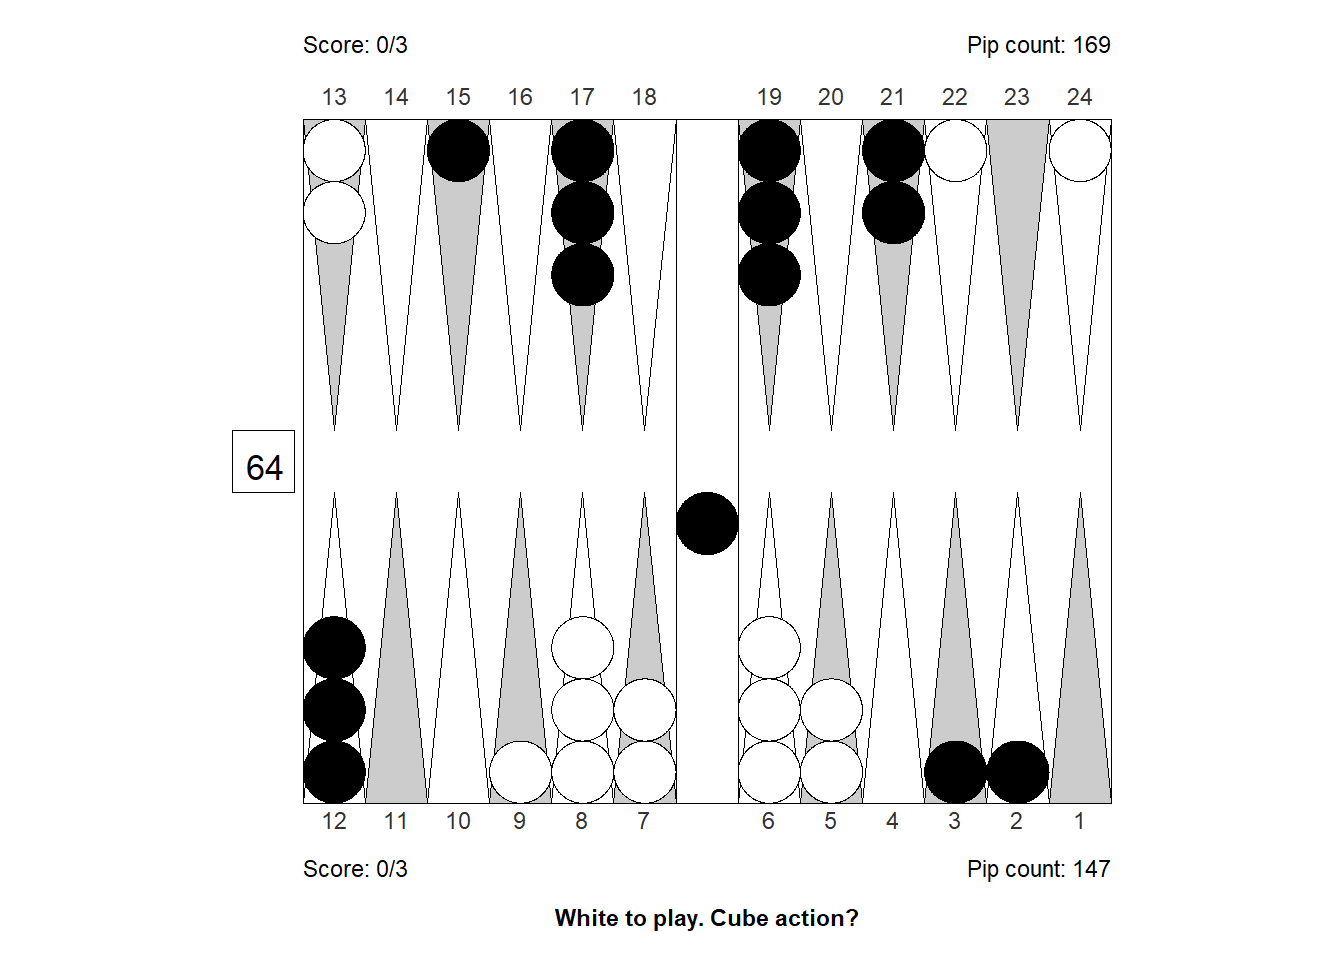 Score: 0/3 Pip count: 169
13 14 15 16 17 18 19 20 21 22 23 24
64
12 11 10 9 8 7 6 5 4 3 2 1
Score: 0/3 Pip count: 147
White to play. Cube action?